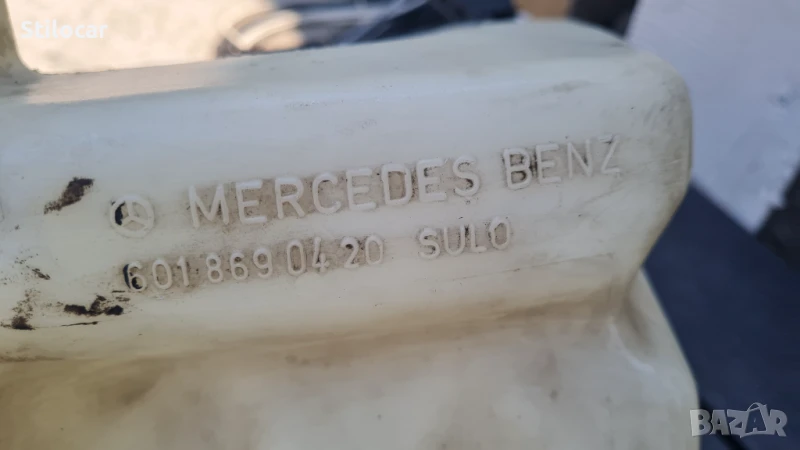 Stilocar
MERCEDES BENZ
601 869 04 20 SULO
BAZAR